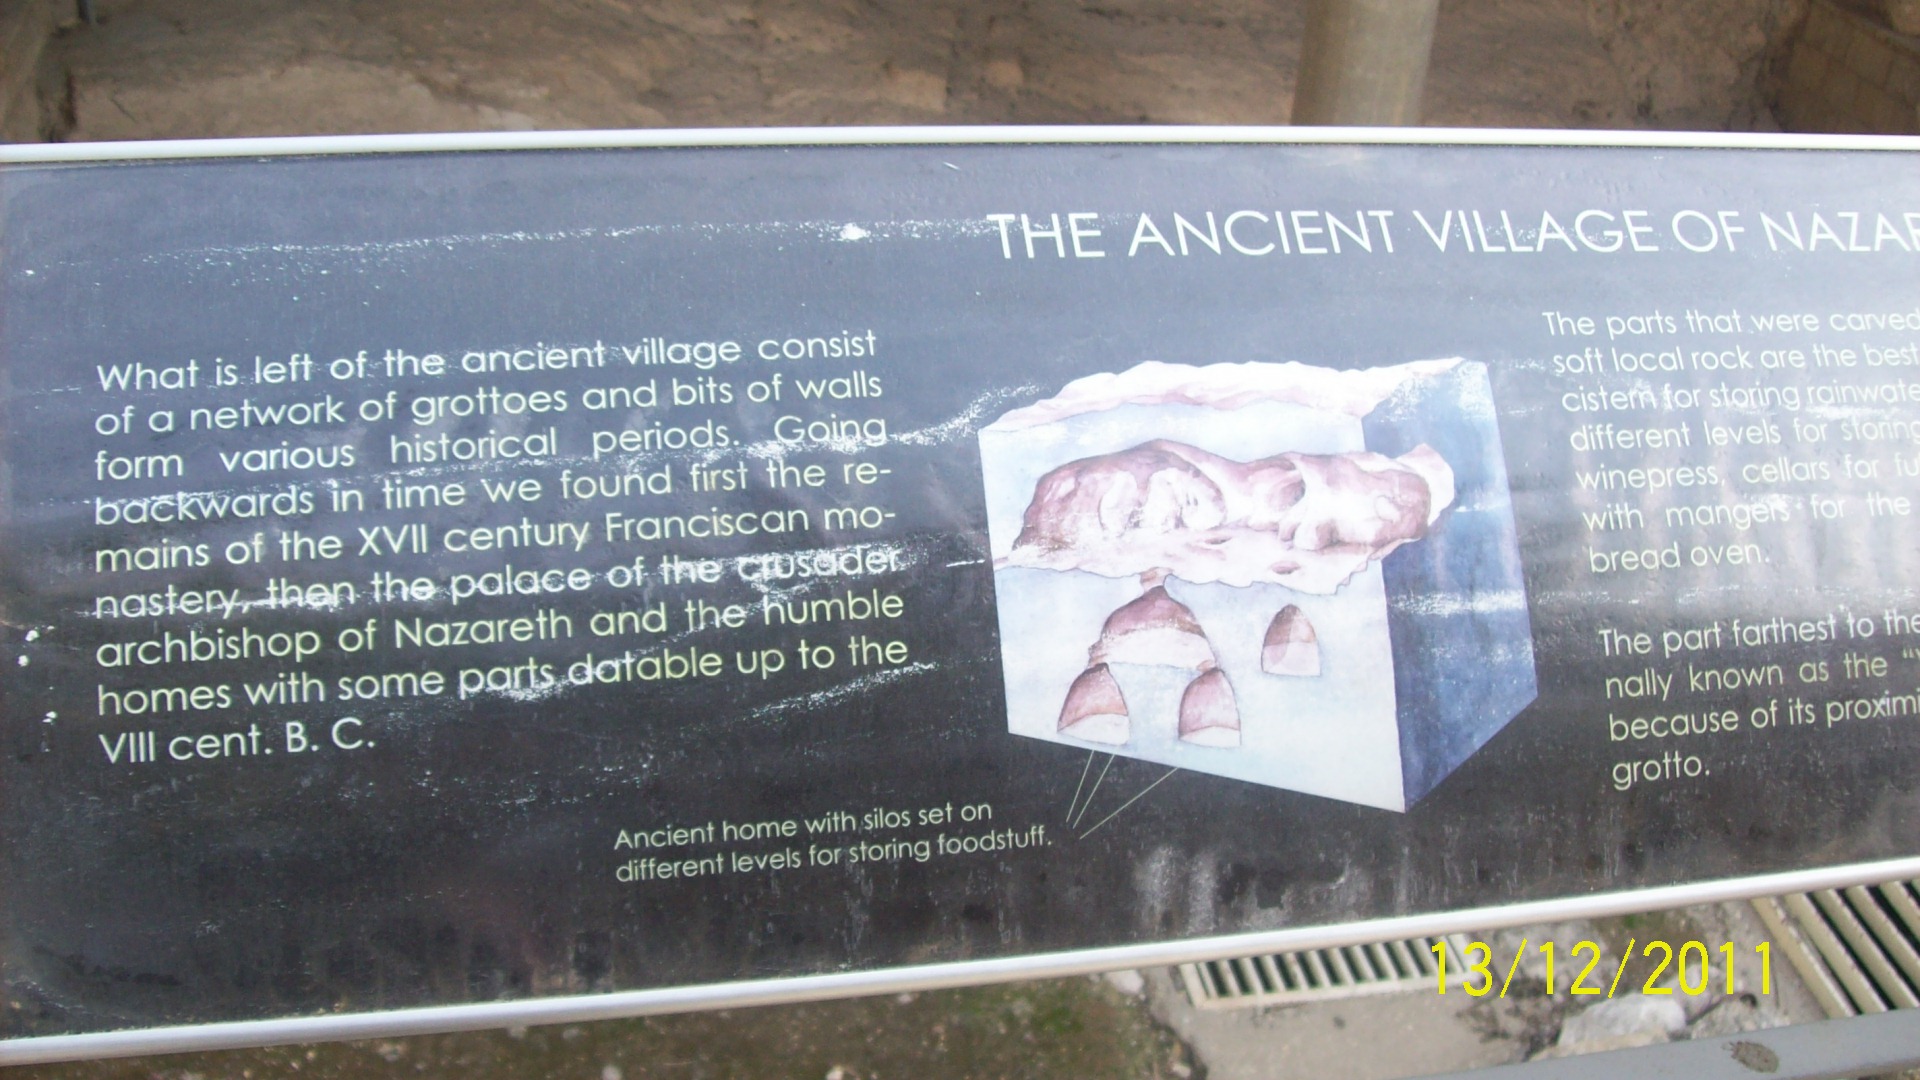 THE ANCIENT VILLAGE OF NAZAR
What is left of the ancient village consist
of a network of grottoes and bits of walls
form various historical periods. Going
backwards in time we found first the re-
mains of the XVII century Franciscan mo-
nastery, then the palace of the crusader
archbishop of Nazareth and the humble
homes with some parts datable up to the
VIII cent. B. C.
Ancient home with silos set on
different levels for storing foodstuff.
The parts that were carved
soft local rock are the best
cistern for storing rainwate
different levels for storing
winepress, cellars for fu
with mangers for the
bread oven.
The part farthest to the
nally known as the "
because of its proximi
grotto.
13/12/2011